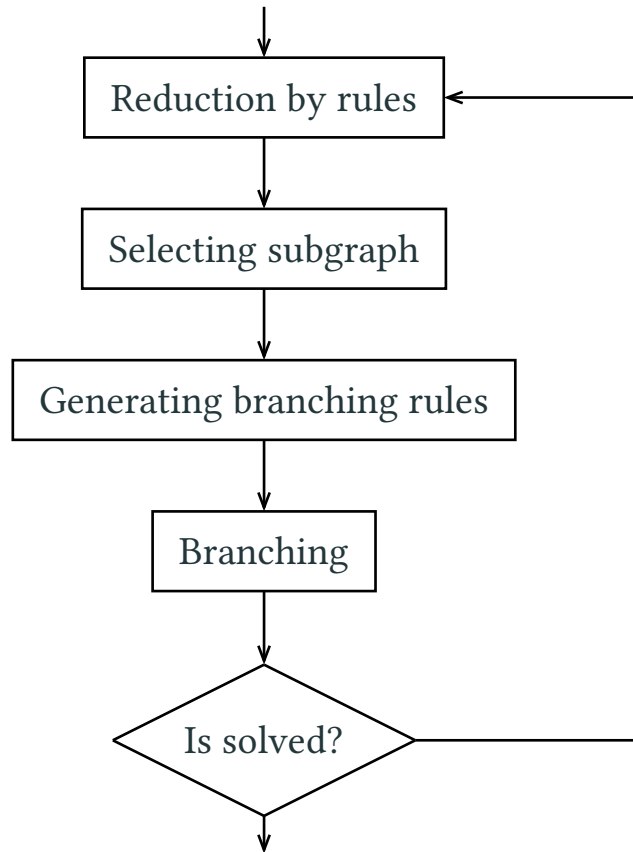 Reduction by rules
Selecting subgraph
Generating branching rules
Branching
Is solved?